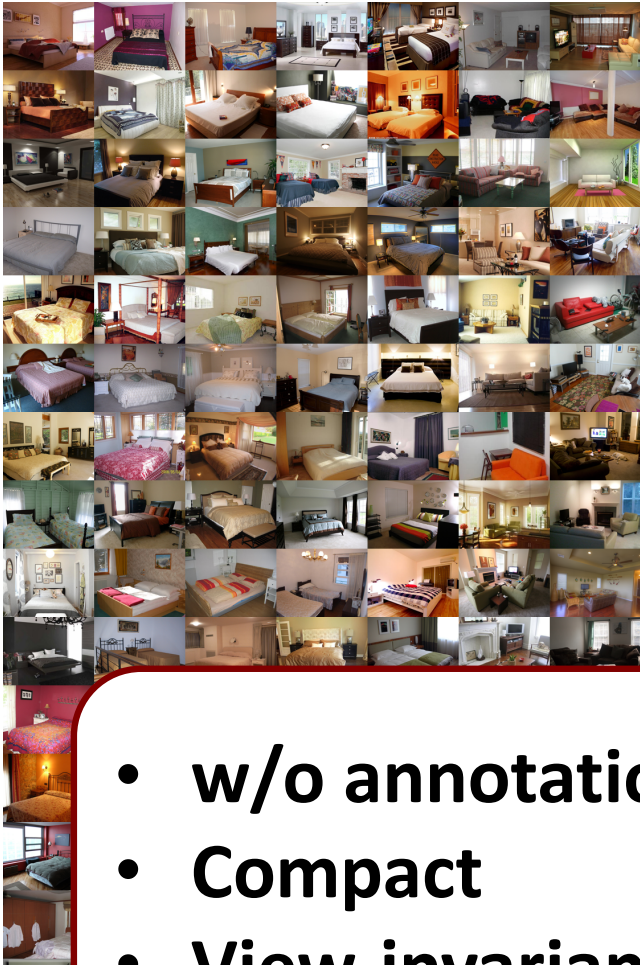 • w/o annotatio
• Compact
• View invarian